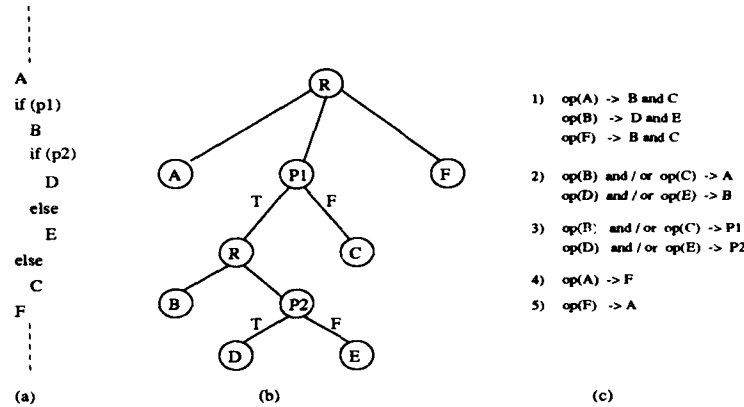 A
if (p1)
B
if (p2)
D
else
E
else
C
F
(a)
R
A
P1
F
T
F
R
C
B
P2
T
F
D
E
(b)
1) op(A) -> B and C
op(B) -> D and E
op(F) -> B and C
2) op(B) and / or op(C) -> A
op(D) and / or op(E) -> B
3) op(B) and / or op(C) -> P1
op(D) and / or op(E) -> P2
4) op(A) -> F
5) op(F) -> A
(c)